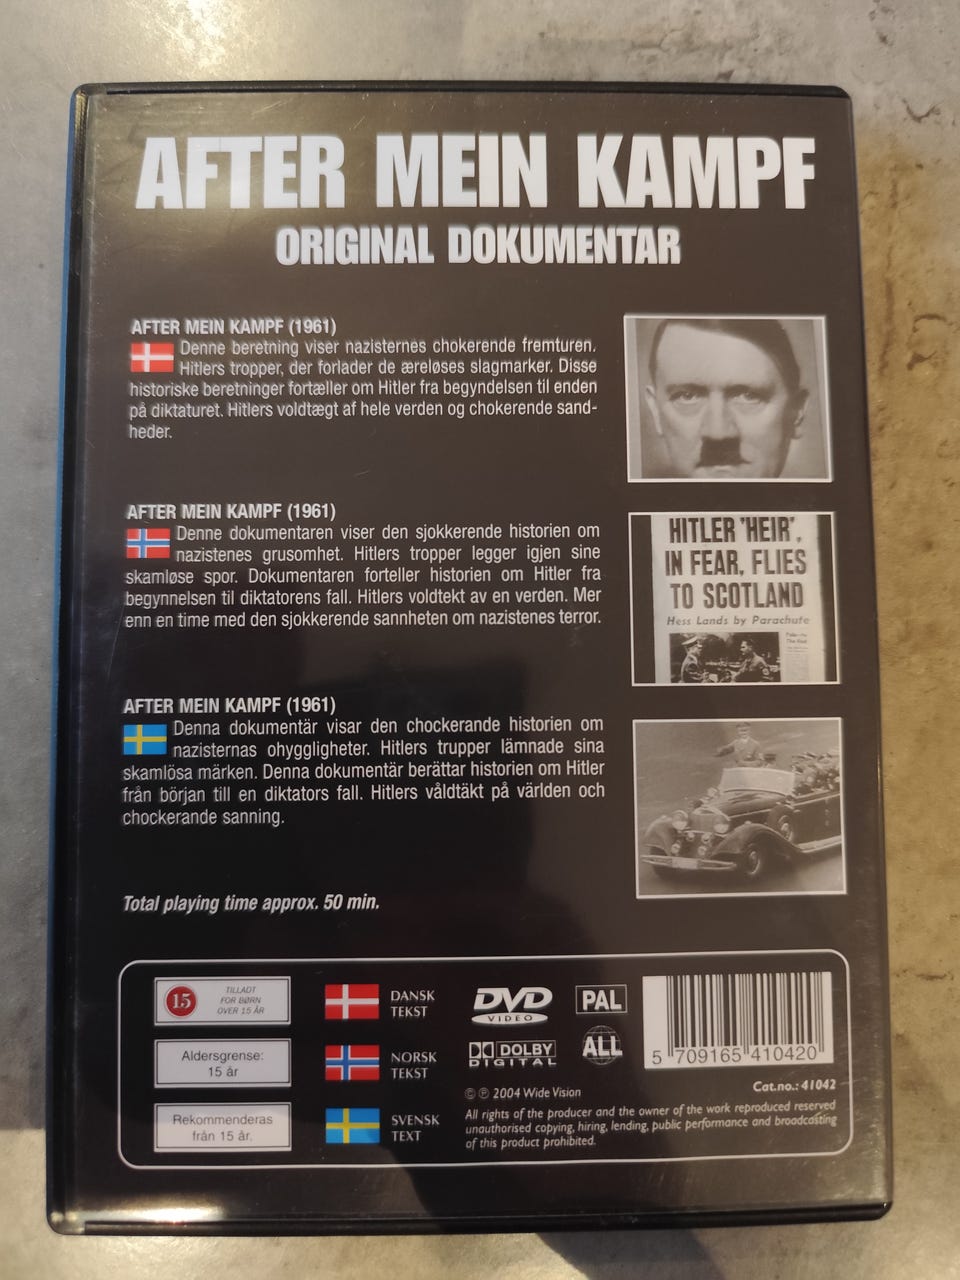 AFTER MEIN KAMPF
ORIGINAL DOKUMENTAR
AFTER MEIN KAMPF (1961)
Denne beretning viser nazisternes chokerende fremturen.
Hitlers tropper, der forlader de æreløses slagmarker. Disse
historiske beretninger fortæller om Hitler fra begyndelsen til enden
på diktaturet. Hitlers voldtægt af hele verden og chokerende sand-
heder.
AFTER MEIN KAMPF (1961)
Denne dokumentaren viser den sjokkerende historien om
nazistenes grusomhet. Hitlers tropper legger igjen sine
skamløse spor. Dokumentaren forteller historien om Hitler fra
begynnelsen til diktatorens fall. Hitlers voldtekt av en verden. Mer
enn en time med den sjokkerende sannheten om nazistenes terror.
AFTER MEIN KAMPF (1961)
Denna dokumentär visar den chockerande historien om
nazisternas ohyggligheter. Hitlers trupper lämnade sina
skamlösa märken. Denna dokumentär berättar historien om Hitler
från början till en diktators fall. Hitlers våldtäkt på världen och
chockerande sanning.
Total playing time approx. 50 min.
HITLER 'HEIR',
IN FEAR, FLIES
TO SCOTLAND
Hess Lands by Parachute
15
TILLADT
FOR BØRN
OVER 15 ÅR
Aldersgrense:
15 år
Rekommenderas
från 15 år.
DANSK
TEKST
NORSK
TEKST
SVENSK
TEXT
DVD
VIDEO
PAL
DOLBY
DIGITAL
ALL
5 709165 410420
Cat.no.: 41042
© ℗ 2004 Wide Vision
All rights of the producer and the owner of the work reproduced reserved
unauthorised copying, hiring, lending, public performance and broadcasting
of this product prohibited.